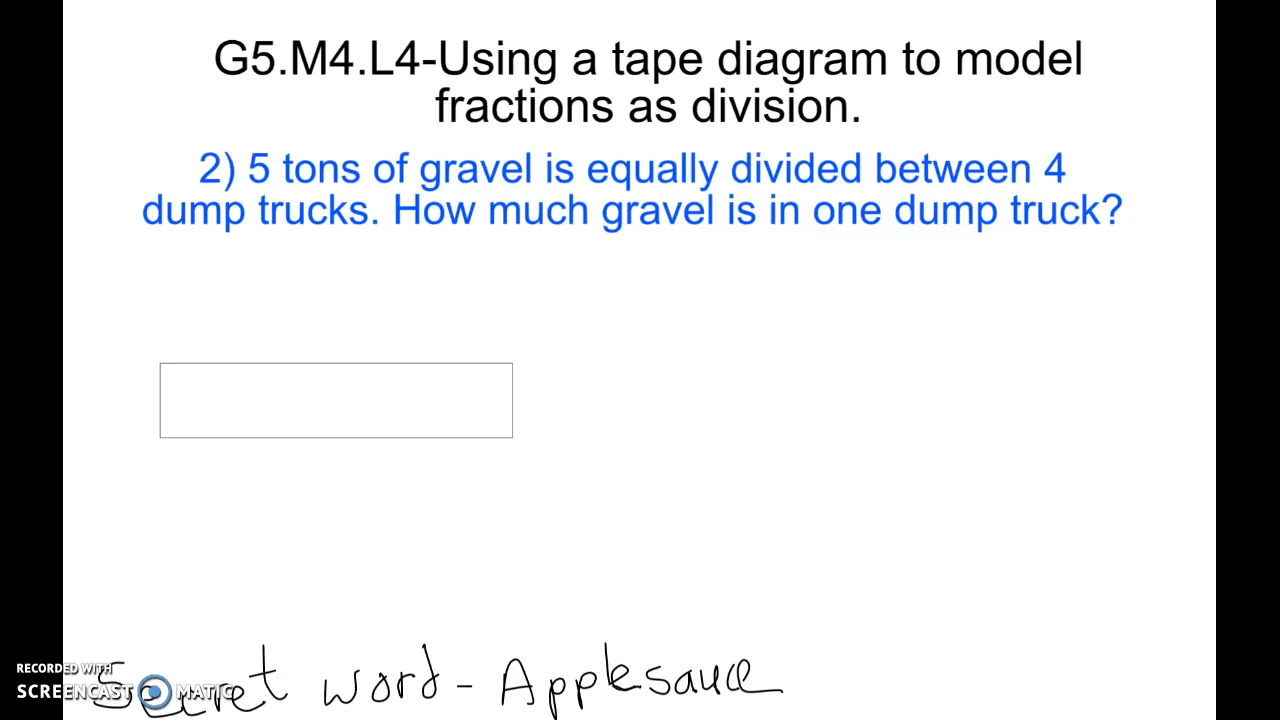 G5.M4.L4-Using a tape diagram to model
fractions as division.
2) 5 tons of gravel is equally divided between 4
dump trucks. How much gravel is in one dump truck?
Secret word - Applesauce
RECORDED WITH
SCREENCAST MATIC